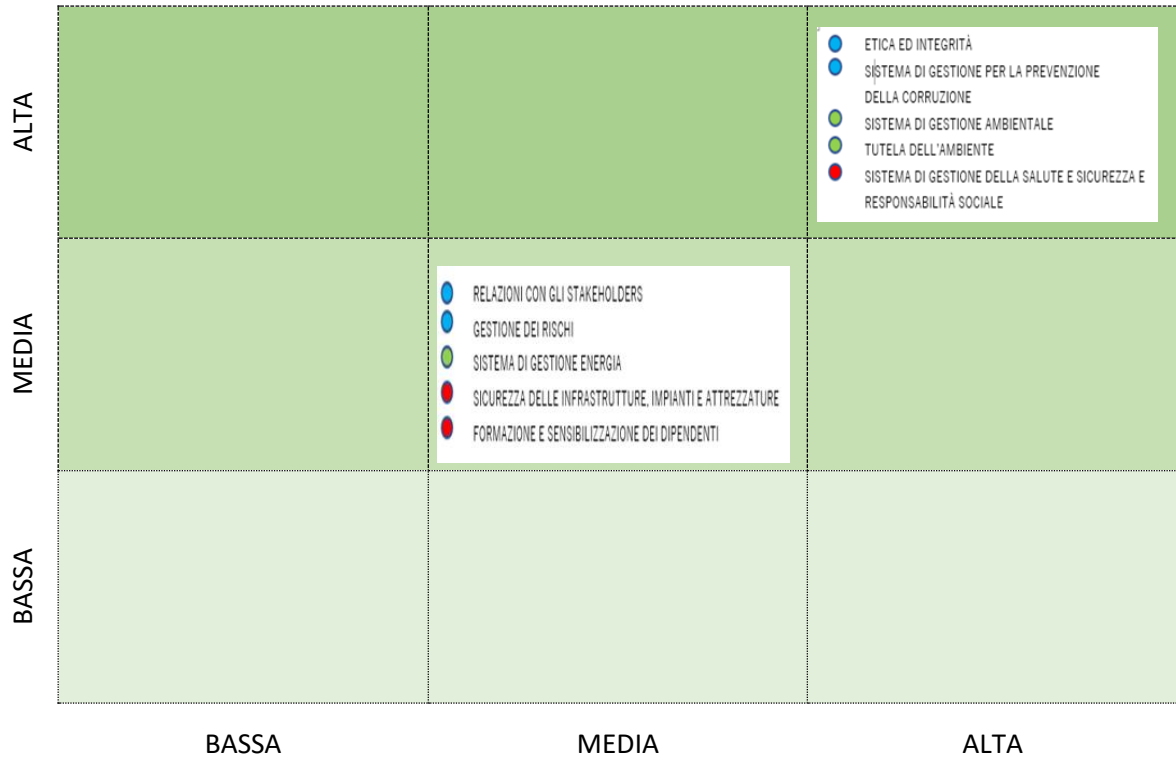 ALTA
ETICA ED INTEGRITÀ
SISTEMA DI GESTIONE PER LA PREVENZIONE
DELLA CORRUZIONE
SISTEMA DI GESTIONE AMBIENTALE
TUTELA DELL'AMBIENTE
SISTEMA DI GESTIONE DELLA SALUTE E SICUREZZA E
RESPONSABILITÀ SOCIALE
MEDIA
RELAZIONI CON GLI STAKEHOLDERS
GESTIONE DEI RISCHI
SISTEMA DI GESTIONE ENERGIA
SICUREZZA DELLE INFRASTRUTTURE, IMPIANTI E ATTREZZATURE
FORMAZIONE E SENSIBILIZZAZIONE DEI DIPENDENTI
BASSA
BASSA
MEDIA
ALTA